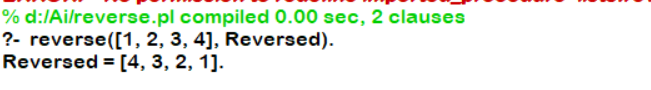 % d:/Ai/reverse.pl compiled 0.00 sec, 2 clauses
?- reverse([1, 2, 3, 4], Reversed).
Reversed = [4, 3, 2, 1].